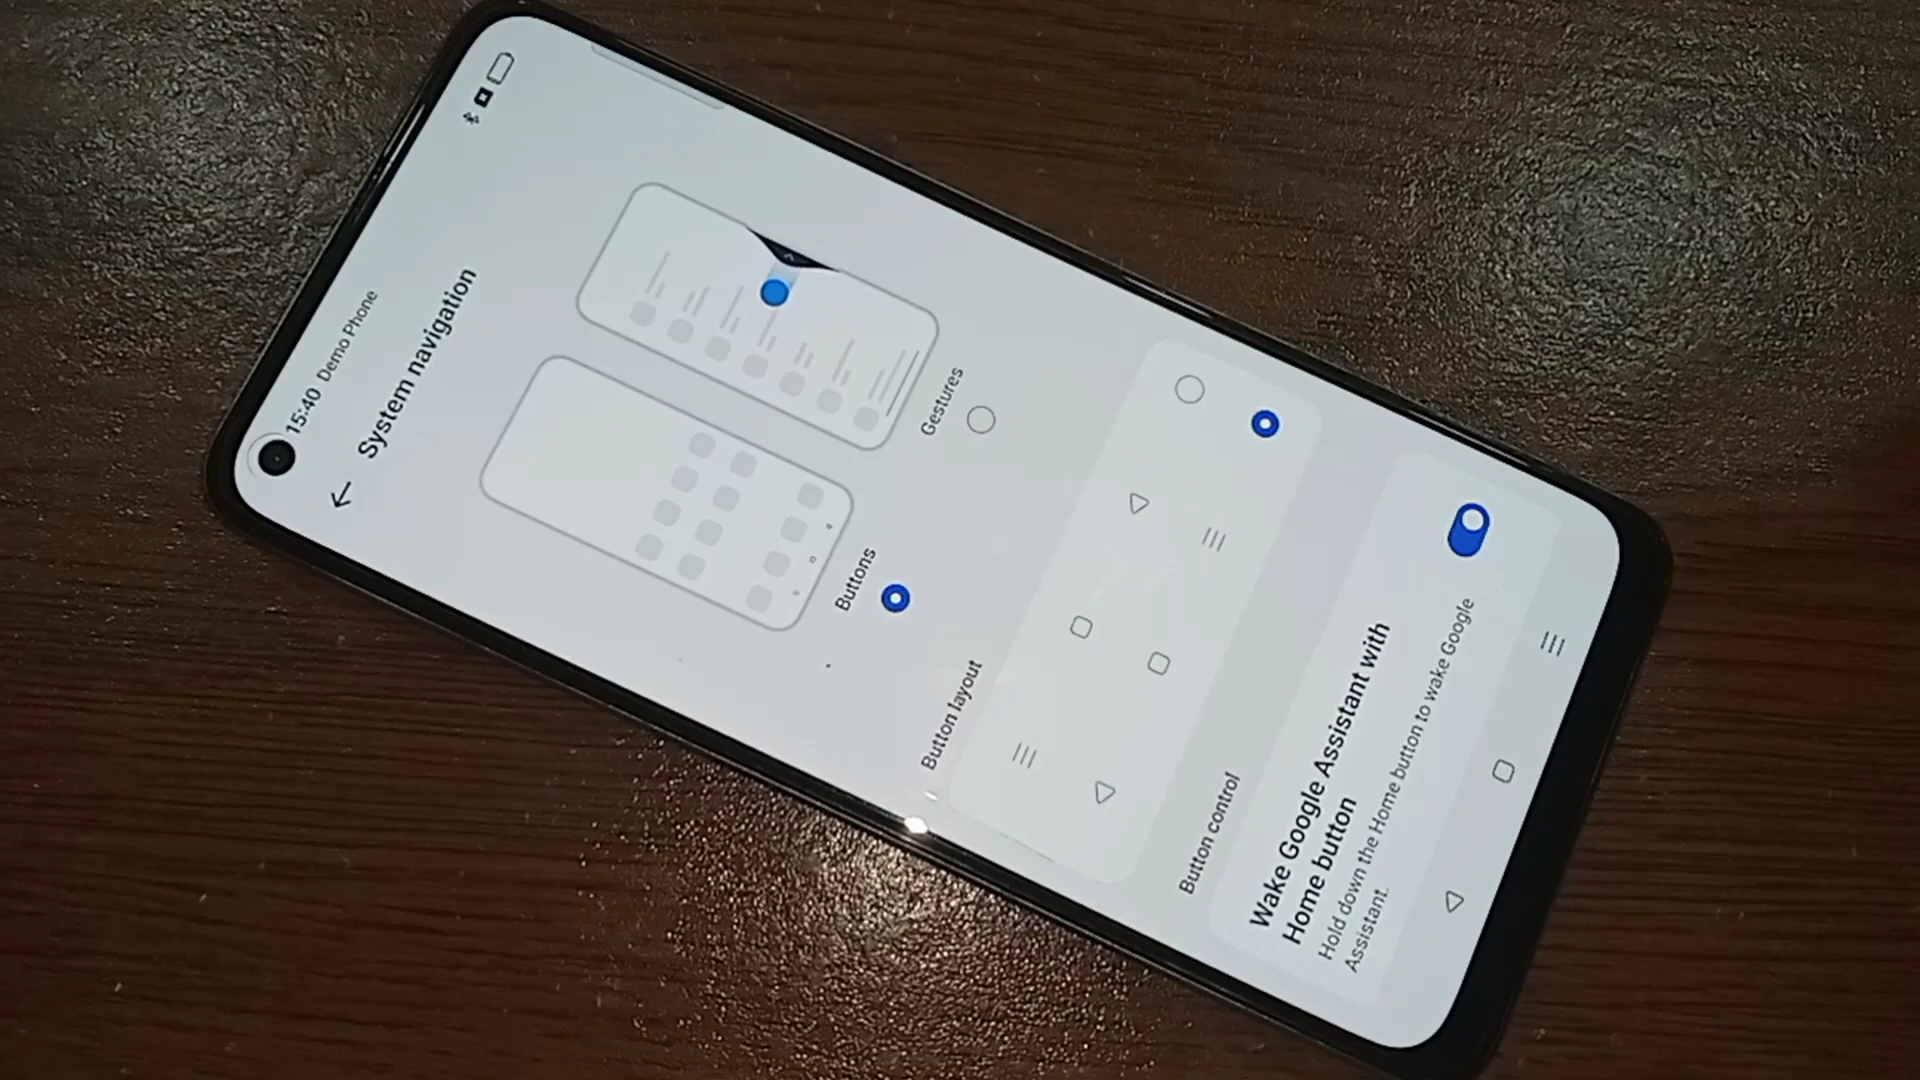 15:40 Demo Phone
System navigation
Buttons
Gestures
Button layout
Button control
Wake Google Assistant with
Home button
Hold down the Home button to wake Google
Assistant.